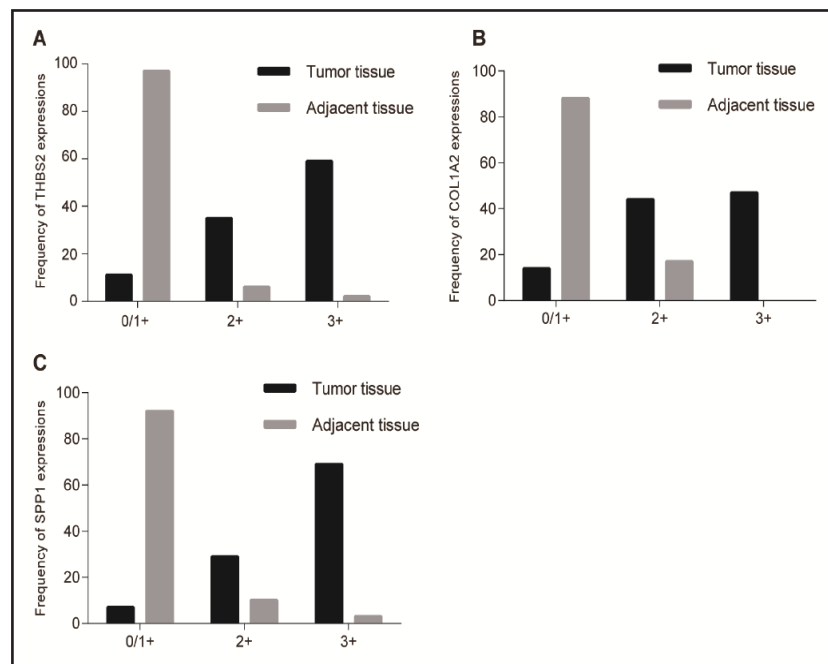 A
Frequency of THBS2 expressions
100
80
60
40
20
0
Tumor tissue
Adjacent tissue
0/1+ 2+ 3+
B
Frequency of COL1A2 expressions
100
80
60
40
20
0
Tumor tissue
Adjacent tissue
0/1+ 2+ 3+
C
Frequency of SPP1 expressions
100
80
60
40
20
0
Tumor tissue
Adjacent tissue
0/1+ 2+ 3+